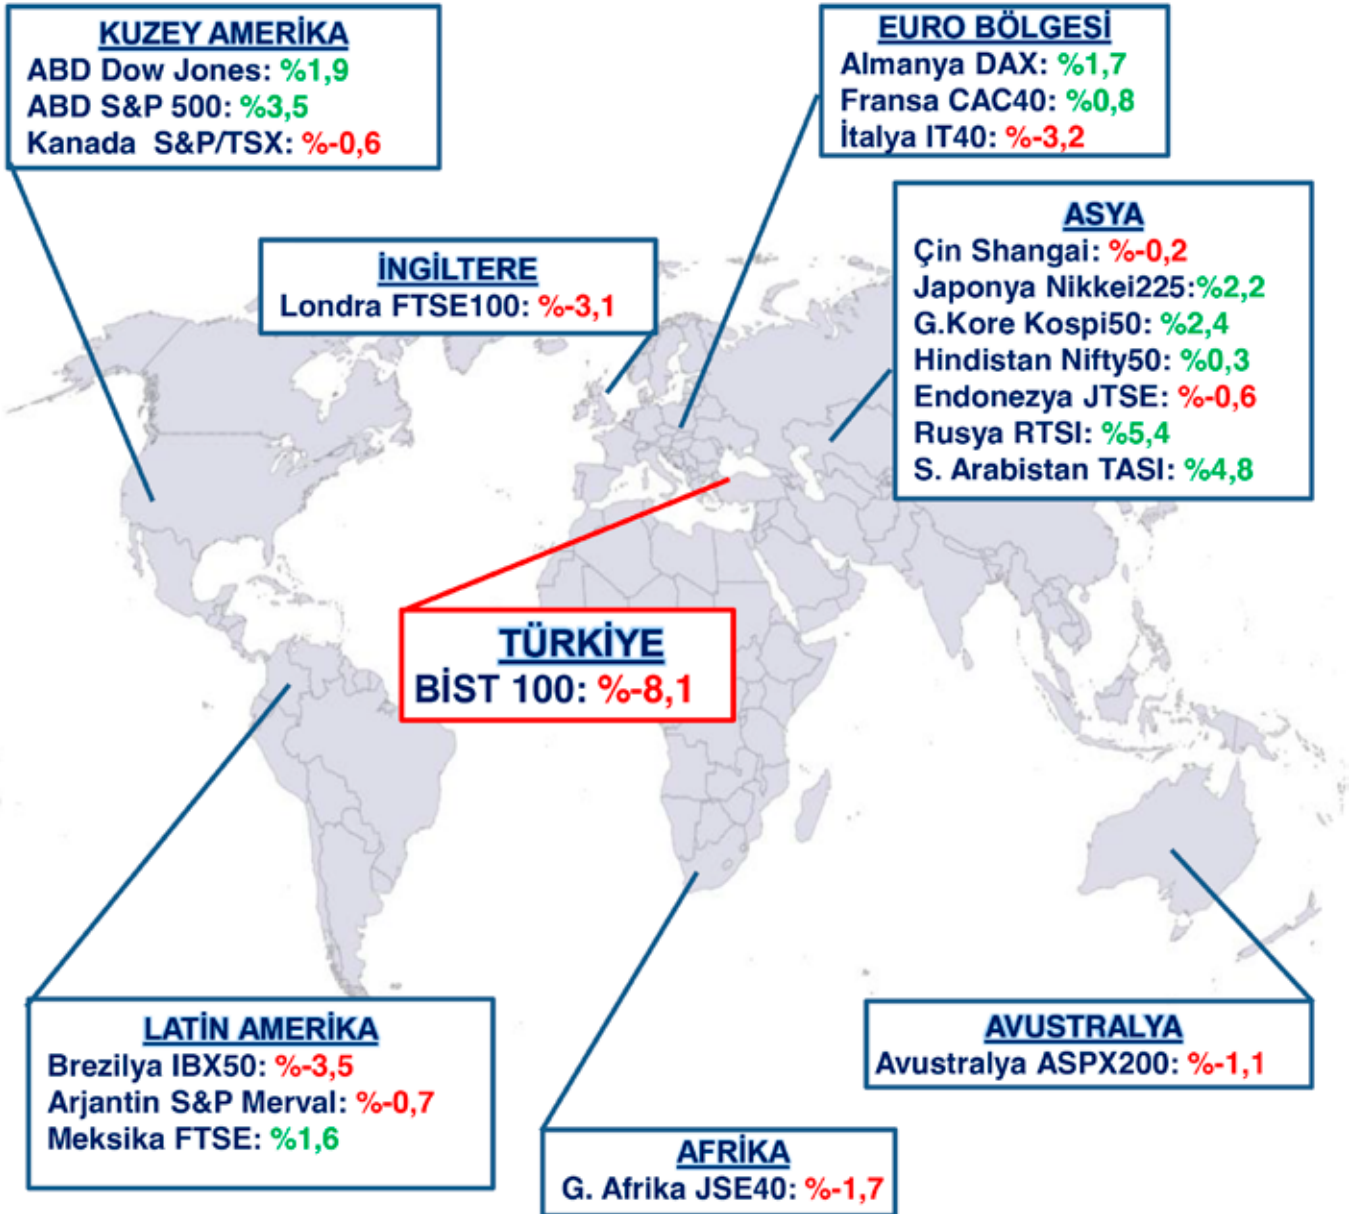 KUZEY AMERİKA
ABD Dow Jones: %1,9
ABD S&P 500: %3,5
Kanada S&P/TSX: %-0,6
EURO BÖLGESİ
Almanya DAX: %1,7
Fransa CAC40: %0,8
İtalya IT40: %-3,2
ASYA
Çin Shangai: %-0,2
Japonya Nikkei225:%2,2
G.Kore Kospi50: %2,4
Hindistan Nifty50: %0,3
Endonezya JTSE: %-0,6
Rusya RTSI: %5,4
S. Arabistan TASI: %4,8
İNGİLTERE
Londra FTSE100: %-3,1
TÜRKİYE
BİST 100: %-8,1
LATİN AMERİKA
Brezilya IBX50: %-3,5
Arjantin S&P Merval: %-0,7
Meksika FTSE: %1,6
AVUSTRALYA
Avustralya ASPX200: %-1,1
AFRİKA
G. Afrika JSE40: %-1,7